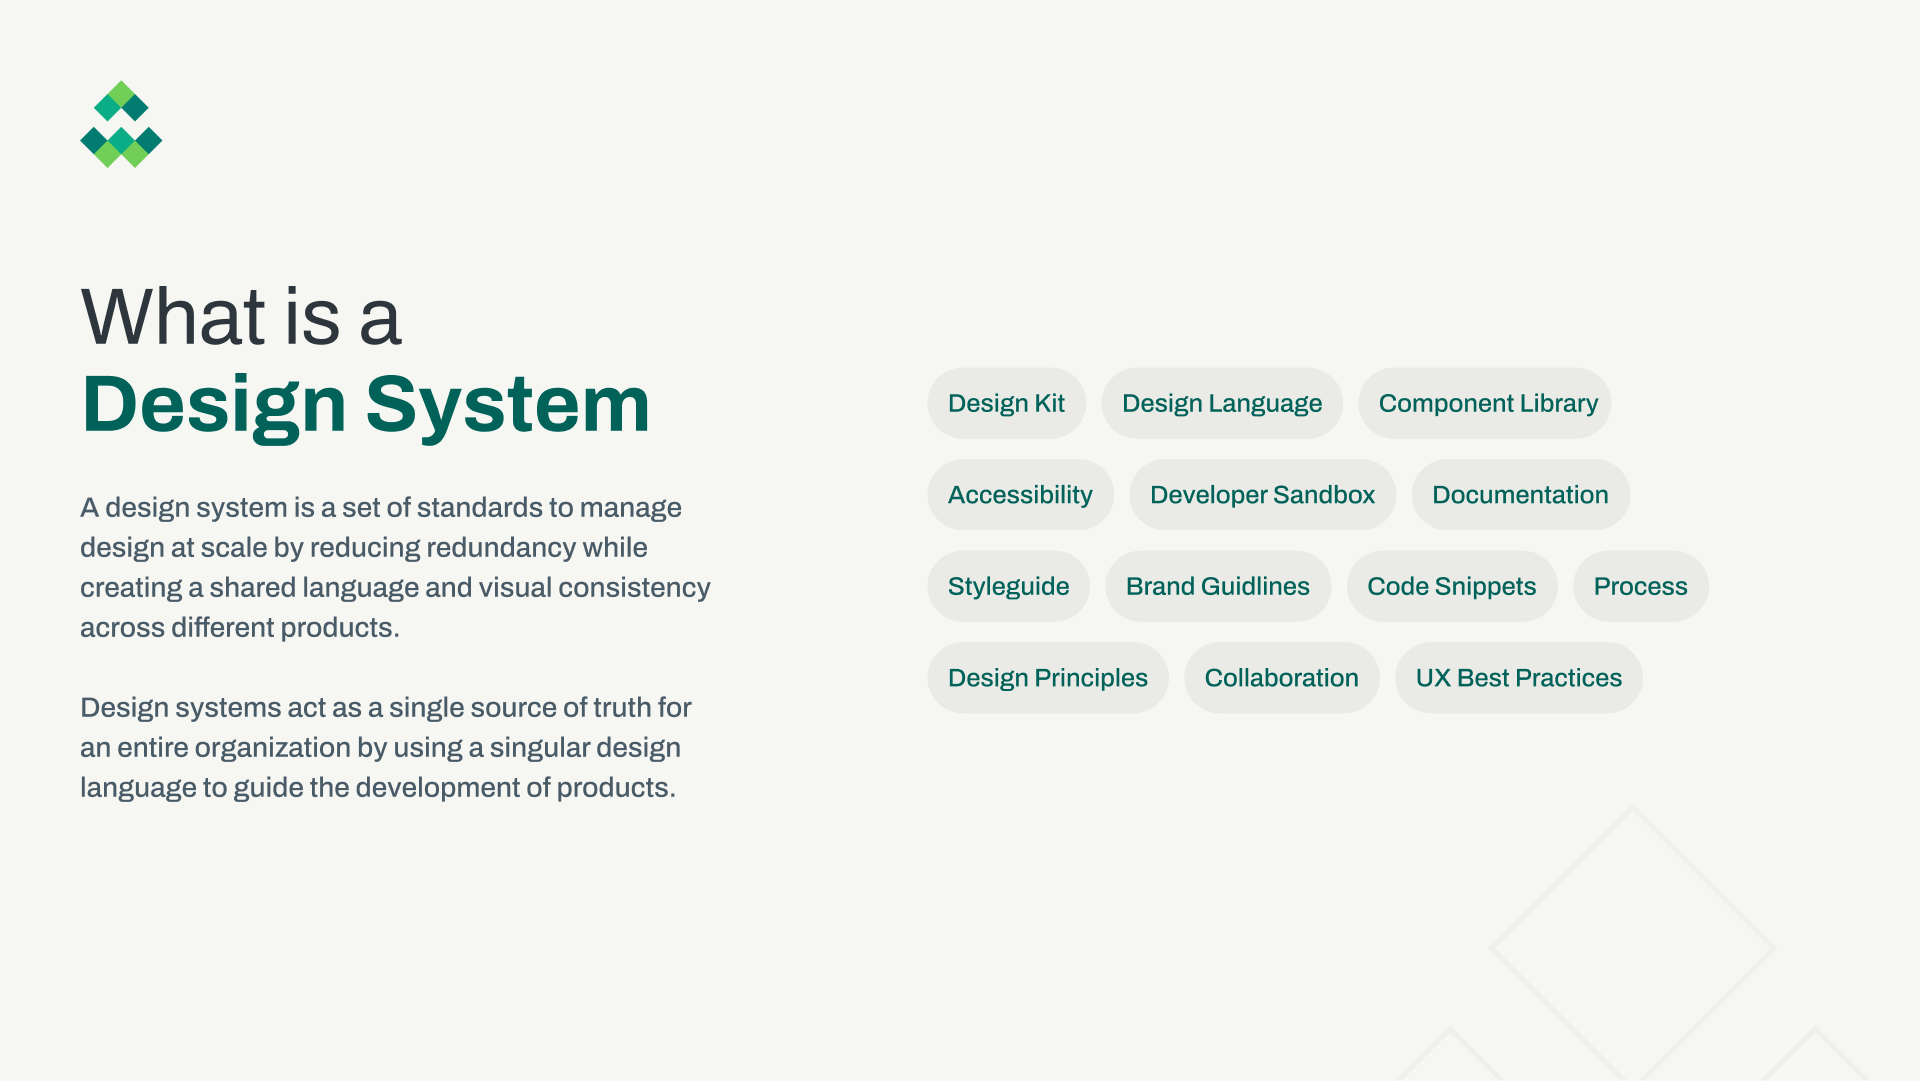 What is a
Design System
A design system is a set of standards to manage
design at scale by reducing redundancy while
creating a shared language and visual consistency
across different products.
Design systems act as a single source of truth for
an entire organization by using a singular design
language to guide the development of products.
Design Kit
Design Language
Component Library
Accessibility
Developer Sandbox
Documentation
Styleguide
Brand Guidlines
Code Snippets
Process
Design Principles
Collaboration
UX Best Practices